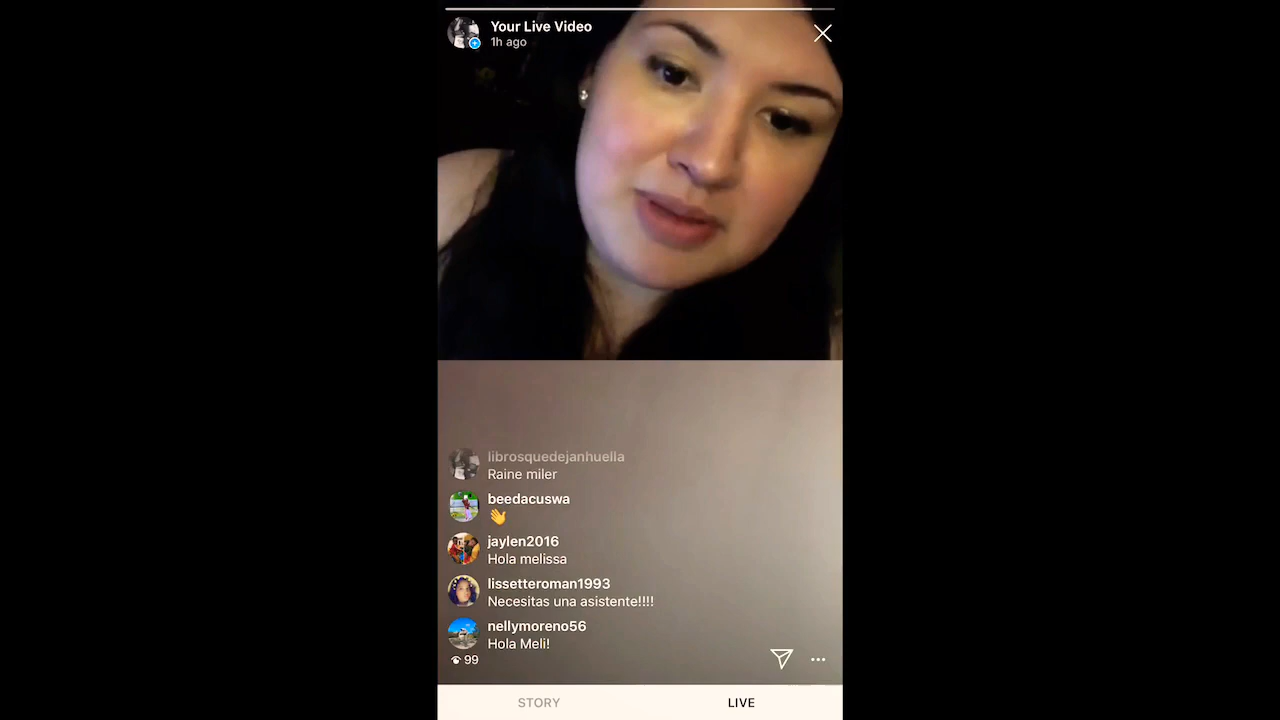 Your Live Video
1h ago
librosquedejanhuella
Raine miler
beedacuswa
👋
jaylen2016
Hola melissa
lissetteroman1993
Necesitas una asistente!!!!
nellymoreno56
Hola Meli!
99
STORY LIVE